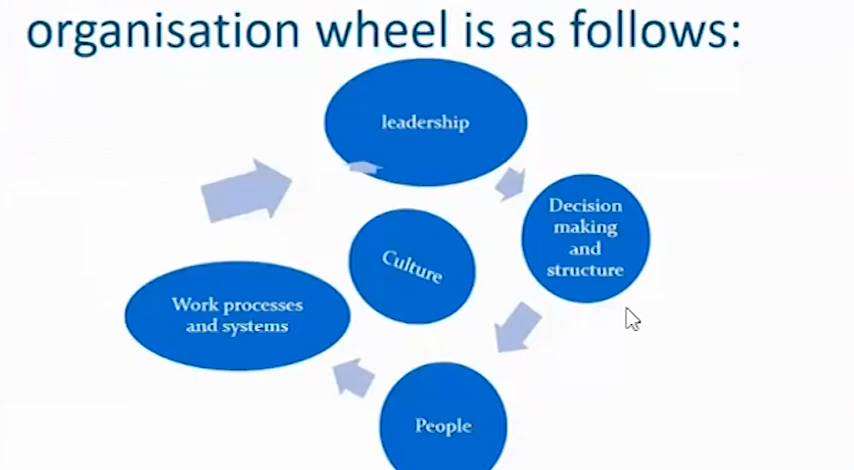 organisation wheel is as follows:
leadership
Decision
making
and
structure
Culture
Work processes
and systems
People